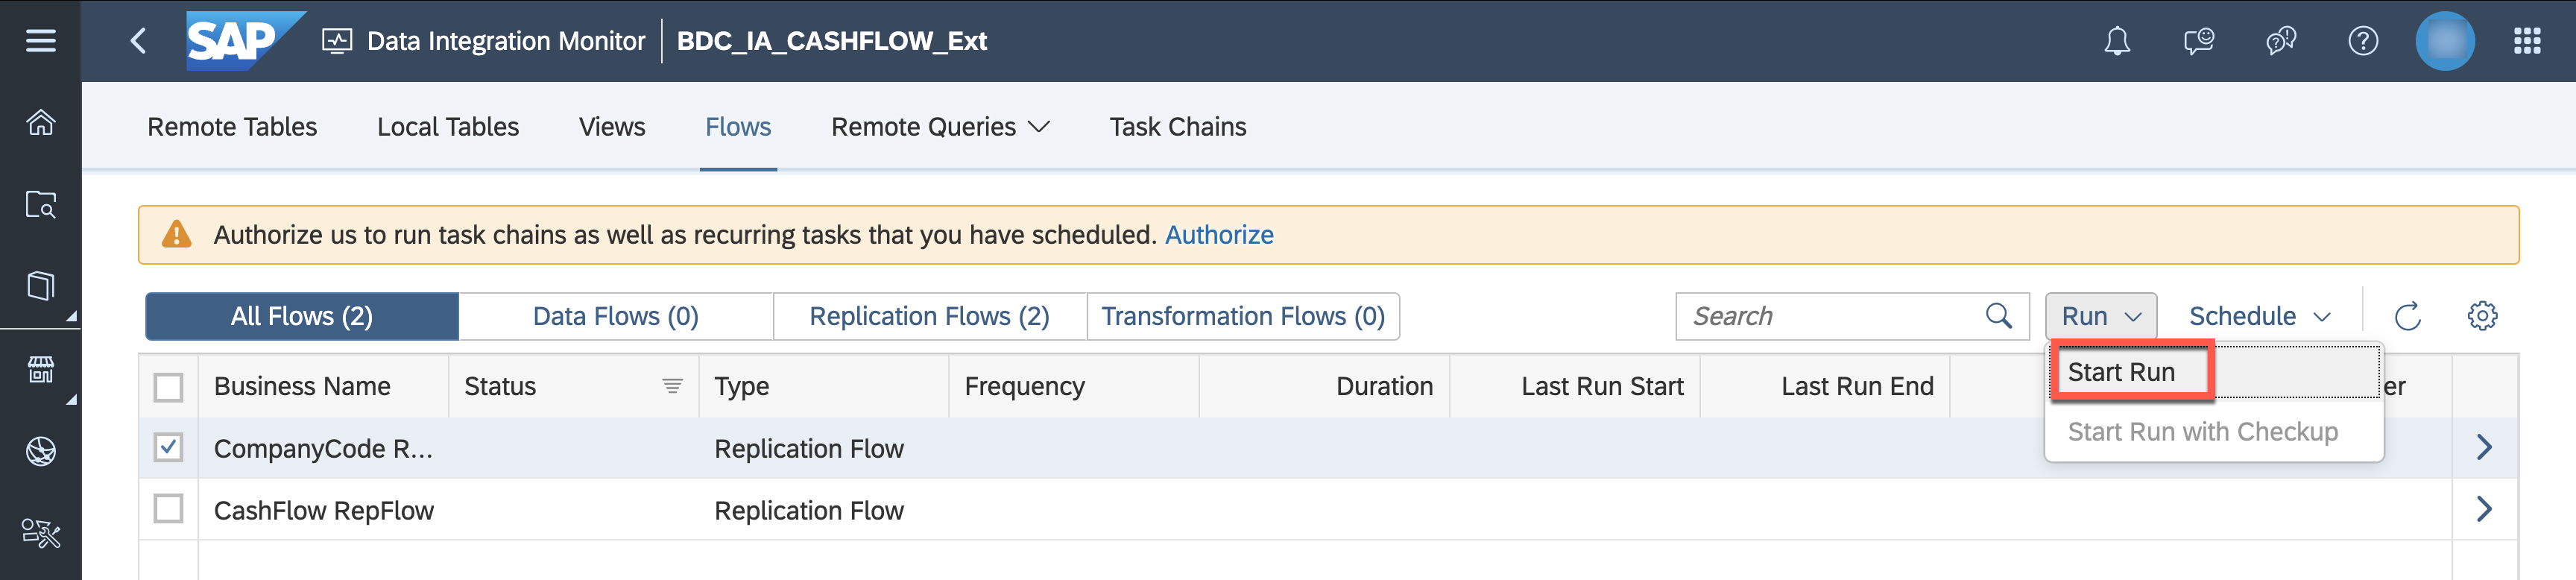 SAP Data Integration Monitor BDC_IA_CASHFLOW_Ext
Remote Tables Local Tables Views Flows Remote Queries Task Chains
Authorize us to run task chains as well as recurring tasks that you have scheduled. Authorize
All Flows (2) Data Flows (0) Replication Flows (2) Transformation Flows (0) Search Run Schedule
Start Run
Start Run with Checkup
Business Name Status Type Frequency Duration Last Run Start Last Run End er
CompanyCode R... Replication Flow
CashFlow RepFlow Replication Flow